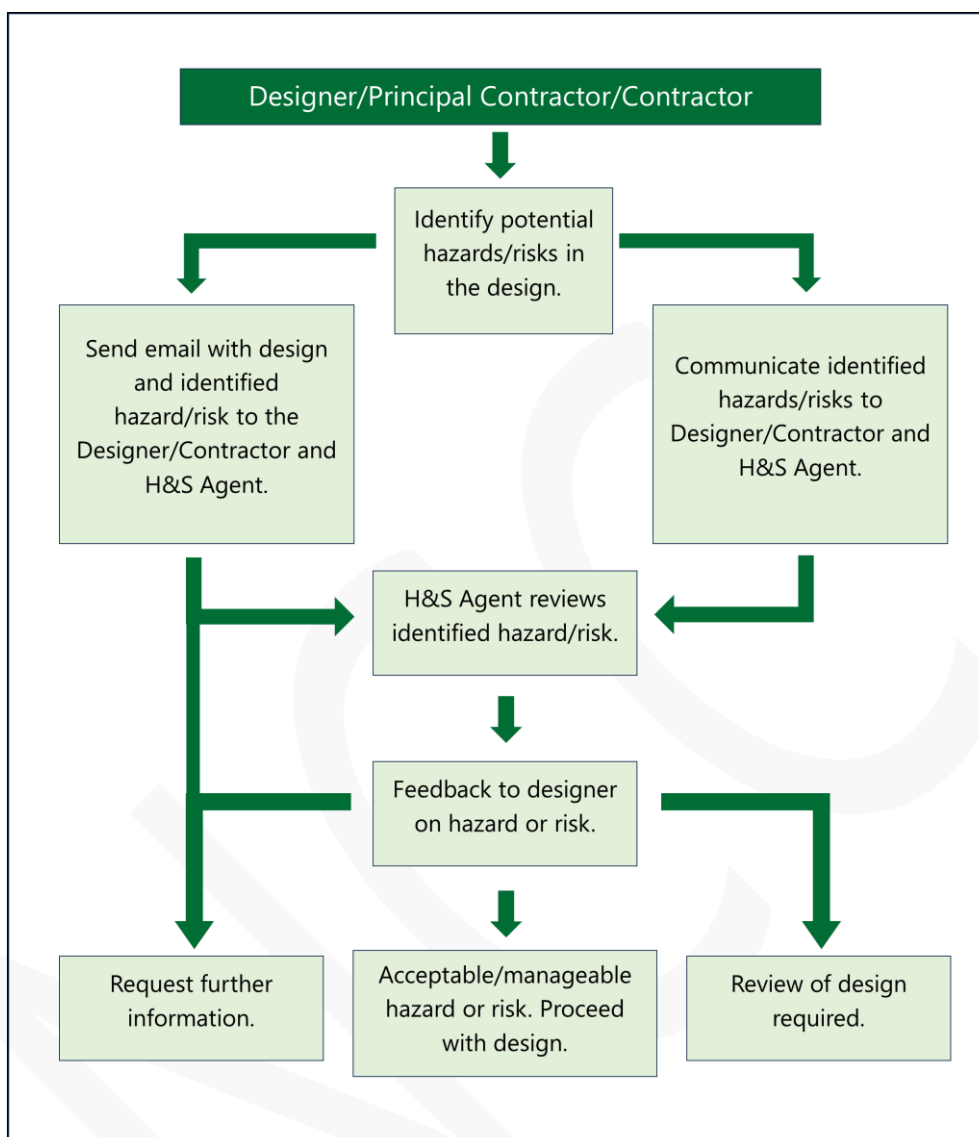 Designer/Principal Contractor/Contractor
Identify potential
hazards/risks in
the design.
Send email with design
and identified
hazard/risk to the
Designer/Contractor and
H&S Agent.
Communicate identified
hazards/risks to
Designer/Contractor and
H&S Agent.
H&S Agent reviews
identified hazard/risk.
Feedback to designer
on hazard or risk.
Request further
information.
Acceptable/manageable
hazard or risk. Proceed
with design.
Review of design
required.